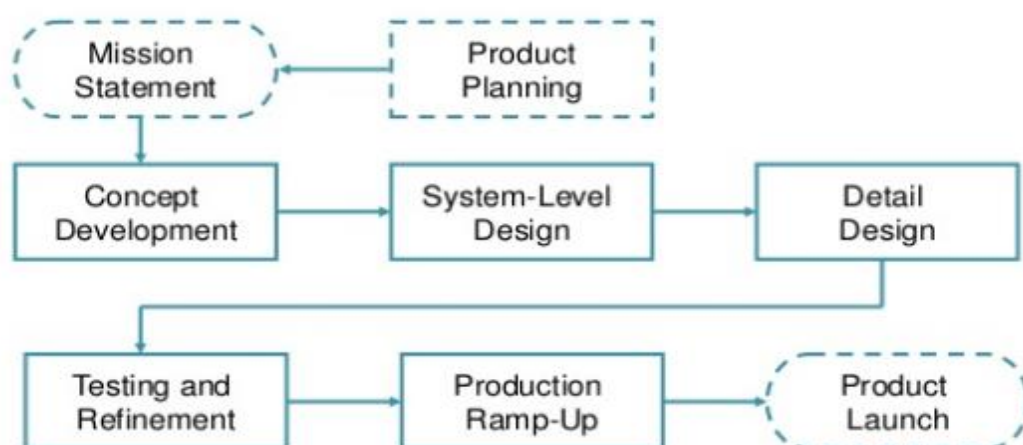 Mission
Statement
Product
Planning
Concept
Development
System-Level
Design
Detail
Design
Testing and
Refinement
Production
Ramp-Up
Product
Launch